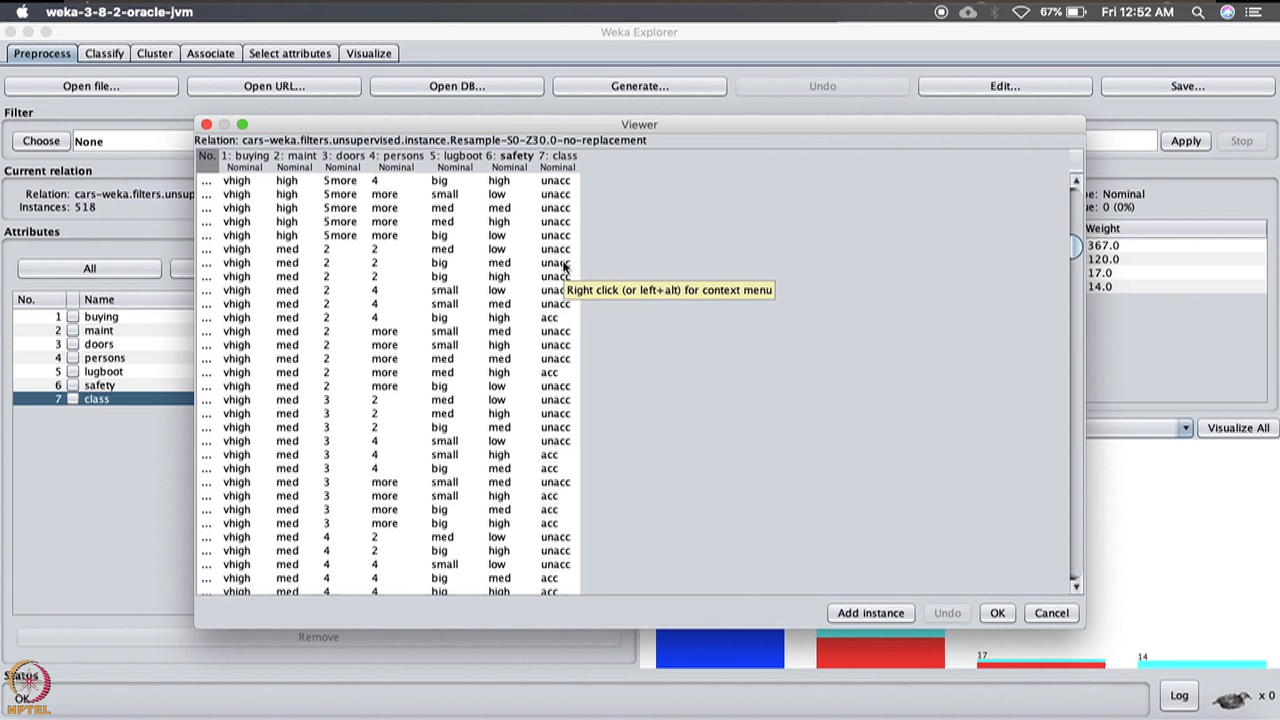 weka-3-8-2-oracle-jvm 67% Fri 12:52 AM
Weka Explorer
Preprocess Classify Cluster Associate Select attributes Visualize
Open file... Open URL... Open DB... Generate... Undo Edit... Save...
Filter
Choose None Apply Stop
Current relation
Relation: cars-weka.filters.unsup
Instances: 518
Attributes
All
No. Name
1 buying
2 maint
3 doors
4 persons
5 lugboot
6 safety
7 class
Remove
Status
OK
NPTEL
Viewer
Relation: cars-weka.filters.unsupervised.instance.Resample-S0-Z30.0-no-replacement
No. 1: buying 2: maint 3: doors 4: persons 5: lugboot 6: safety 7: class
Nominal Nominal Nominal Nominal Nominal Nominal Nominal
... vhigh high 5more 4 big high unacc
... vhigh high 5more more small low unacc
... vhigh high 5more more med med unacc
... vhigh high 5more more med high unacc
... vhigh high 5more more big low unacc
... vhigh med 2 2 med low unacc
... vhigh med 2 2 big med unacc
... vhigh med 2 2 big high unacc
... vhigh med 2 4 small low unac
... vhigh med 2 4 small med unacc
... vhigh med 2 4 big high acc
... vhigh med 2 more small med unacc
... vhigh med 2 more small high unacc
... vhigh med 2 more med med unacc
... vhigh med 2 more med high acc
... vhigh med 2 more big low unacc
... vhigh med 3 2 med low unacc
... vhigh med 3 2 med high unacc
... vhigh med 3 2 big med unacc
... vhigh med 3 4 small low unacc
... vhigh med 3 4 small high acc
... vhigh med 3 4 big med acc
... vhigh med 3 more small med unacc
... vhigh med 3 more small high acc
... vhigh med 3 more big med acc
... vhigh med 3 more big high acc
... vhigh med 4 2 med low unacc
... vhigh med 4 2 big high unacc
... vhigh med 4 4 small low unacc
... vhigh med 4 4 big med acc
... vhigh med 4 4 big high acc
Right click (or left+alt) for context menu
Add instance Undo OK Cancel
e: Nominal
ue: 0 (0%)
Weight
367.0
120.0
17.0
14.0
Visualize All
17 14
Log x 0